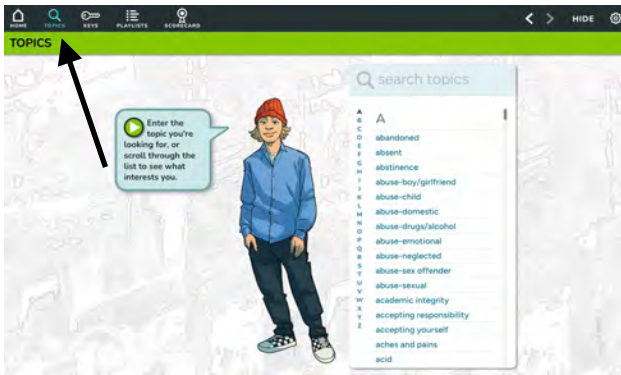 HOME TOPICS KEYS PLAYLISTS SCORECARD HIDE
TOPICS
Enter the
topic you're
looking for, or
scroll through the
list to see what
interests you.
search topics
A
B
C
D
E
F
G
H
I
J
K
L
M
N
O
P
Q
R
S
T
U
V
W
X
Y
Z
A
abandoned
absent
abstinence
abuse-boy/girlfriend
abuse-child
abuse-domestic
abuse-drugs/alcohol
abuse-emotional
abuse-neglected
abuse-sex offender
abuse-sexual
academic integrity
accepting responsibility
accepting yourself
aches and pains
acid